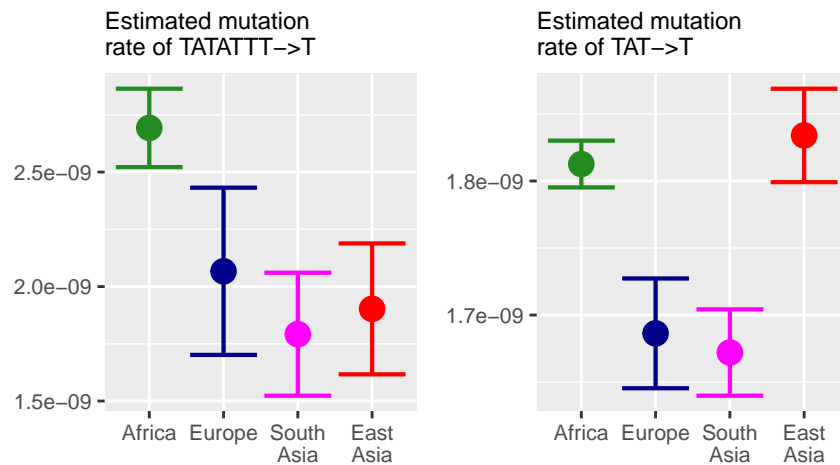 Estimated mutation
rate of TATATTT−>T
2.5e−09
2.0e−09
1.5e−09
Africa
Europe
South
Asia
East
Asia
Estimated mutation
rate of TAT−>T
1.8e−09
1.7e−09
Africa
Europe
South
Asia
East
Asia